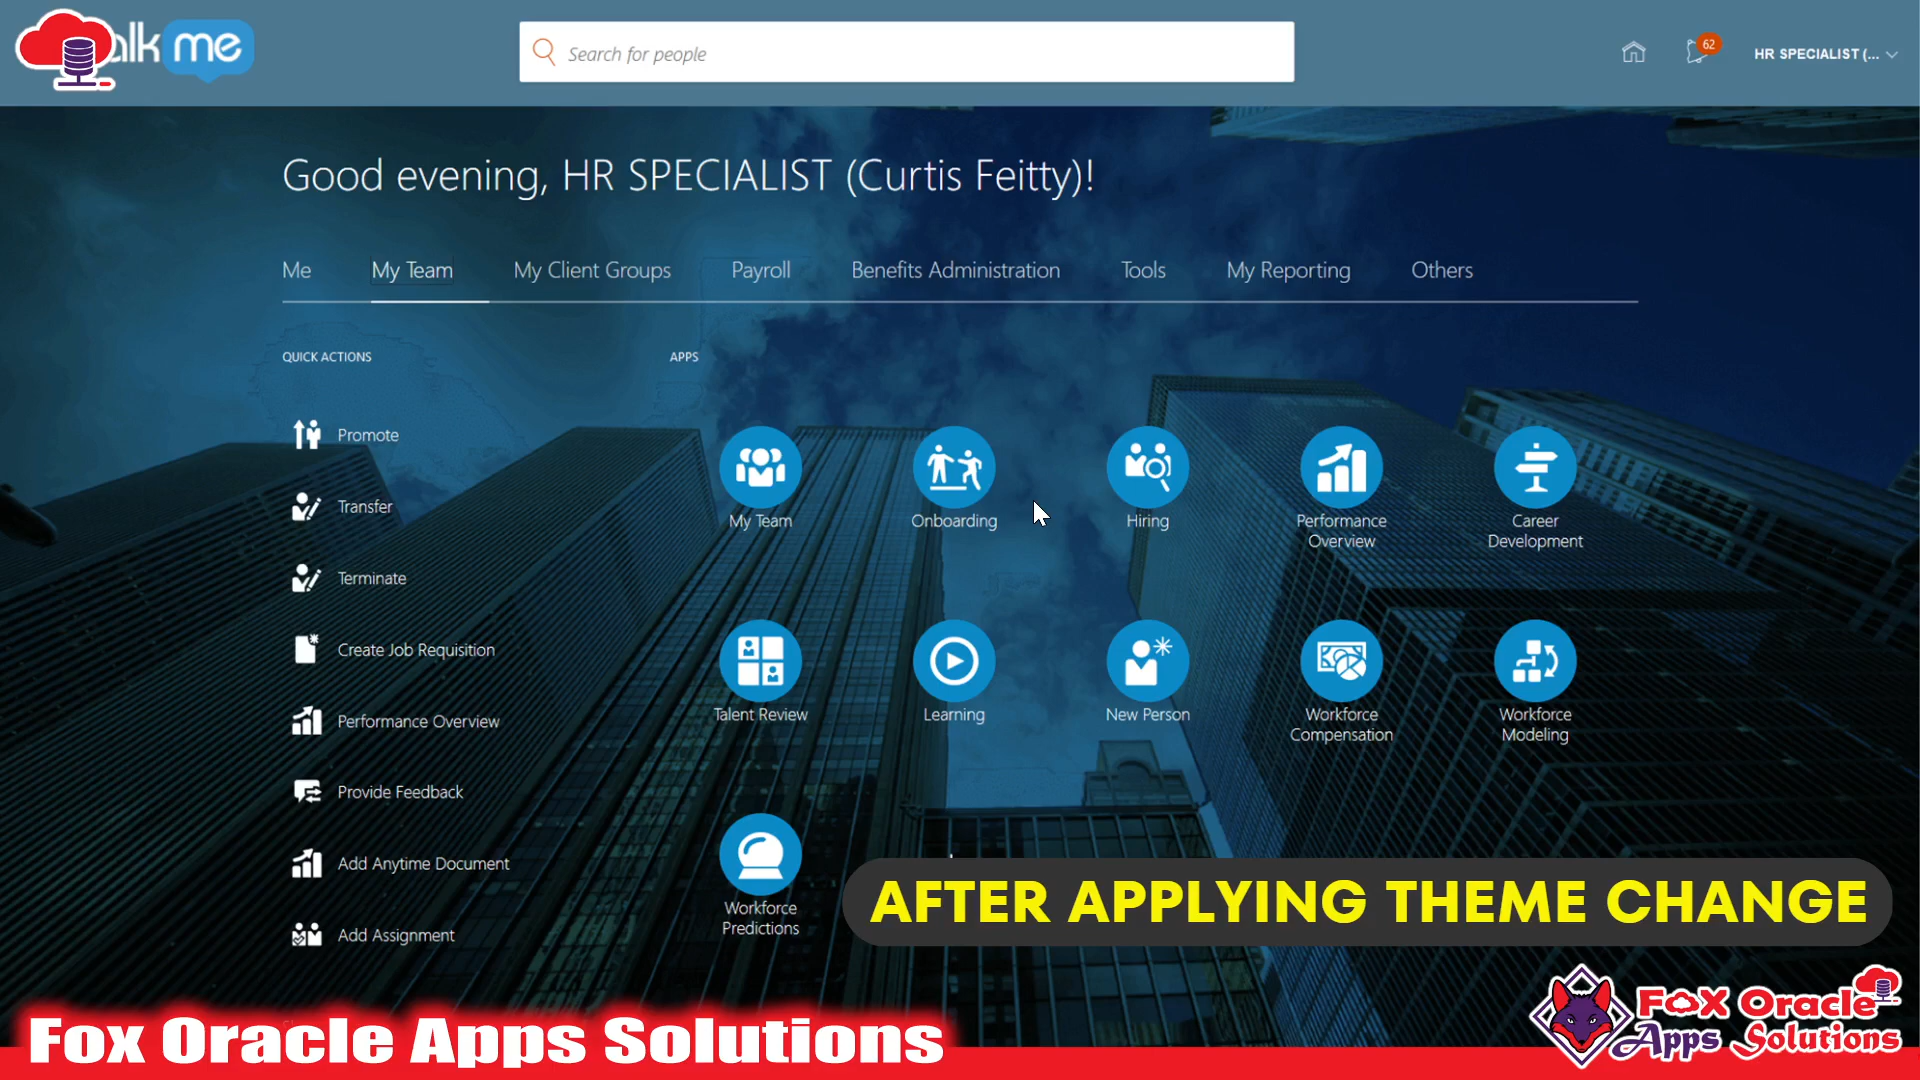 alk me
Search for people
62
HR SPECIALIST (...
Good evening, HR SPECIALIST (Curtis Feitty)!
Me
My Team
My Client Groups
Payroll
Benefits Administration
Tools
My Reporting
Others
QUICK ACTIONS
APPS
Promote
Transfer
Terminate
Create Job Requisition
Performance Overview
Provide Feedback
Add Anytime Document
Add Assignment
My Team
Onboarding
Hiring
Performance
Overview
Career
Development
Talent Review
Learning
New Person
Workforce
Compensation
Workforce
Modeling
Workforce
Predictions
AFTER APPLYING THEME CHANGE
Fox Oracle Apps Solutions
Fox Oracle
Apps Solutions